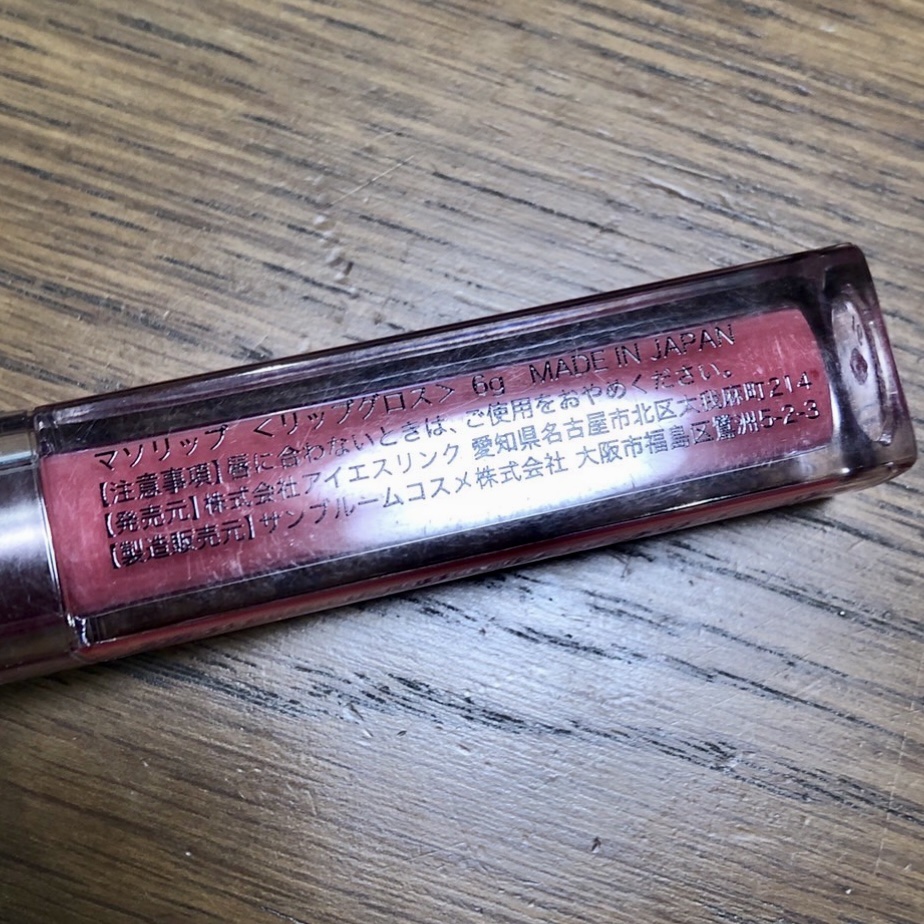 マソリップ <リップグロス> 6g MADE IN JAPAN
【注意事項】唇に合わないときは、ご使用をおやめください。
【発売元】株式会社アイエスリンク 愛知県名古屋市北区大我麻町214
【製造販売元】サンブルームコスメ株式会社 大阪市福島区鷺洲5-2-3